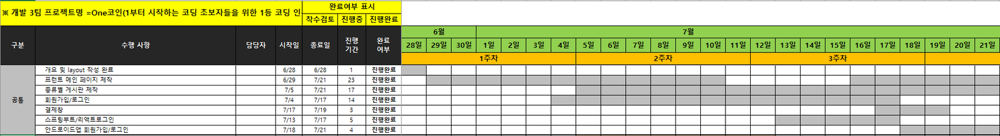 ※ 개발 3팀 프로젝트명 =One코인(1부터 시작하는 코딩 초보자들을 위한 1등 코딩 인
완료여부 표시
착수검토 진행중 진행완료
구분 수행 사항 담당자 시작일 종료일 진행 기간 완료 여부
6월 7월
28일 29일 30일 1일 2일 3일 4일 5일 6일 7일 8일 9일 10일 11일 12일 13일 14일 15일 16일 17일 18일 19일 20일 21일
1주차 2주차 3주차
공통
개요 및 layout 작성 완료 6/28 6/28 1 진행완료
프런트 메인 페이지 제작 6/29 7/21 23 진행완료
종류별 게시판 제작 7/5 7/21 17 진행완료
회원가입/로그인 7/4 7/17 14 진행완료
결제창 7/17 7/19 3 진행완료
스프링부트/리액트로그인 7/13 7/17 5 진행완료
안드로이드앱 회원가입/로그인 7/18 7/21 4 진행완료